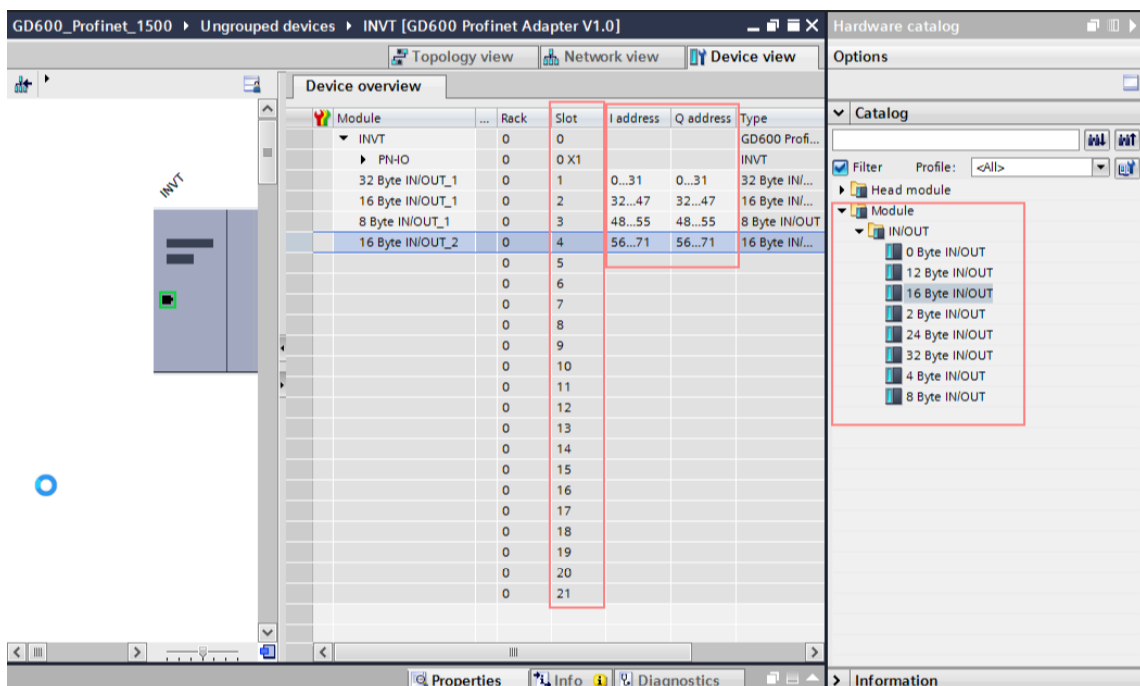 GD600_Profinet_1500 ▸ Ungrouped devices ▸ INVT [GD600 Profinet Adapter V1.0]
Topology view Network view Device view
INVT
Device overview
Module ... Rack Slot I address Q address Type
INVT 0 0 GD600 Profi...
PN-IO 0 0 X1 INVT
32 Byte IN/OUT_1 0 1 0...31 0...31 32 Byte IN/...
16 Byte IN/OUT_1 0 2 32...47 32...47 16 Byte IN/...
8 Byte IN/OUT_1 0 3 48...55 48...55 8 Byte IN/OUT
16 Byte IN/OUT_2 0 4 56...71 56...71 16 Byte IN/...
0 5
0 6
0 7
0 8
0 9
0 10
0 11
0 12
0 13
0 14
0 15
0 16
0 17
0 18
0 19
0 20
0 21
Properties Info Diagnostics
Hardware catalog
Options
Catalog
Filter Profile: <All>
Head module
Module
IN/OUT
0 Byte IN/OUT
12 Byte IN/OUT
16 Byte IN/OUT
2 Byte IN/OUT
24 Byte IN/OUT
32 Byte IN/OUT
4 Byte IN/OUT
8 Byte IN/OUT
Information